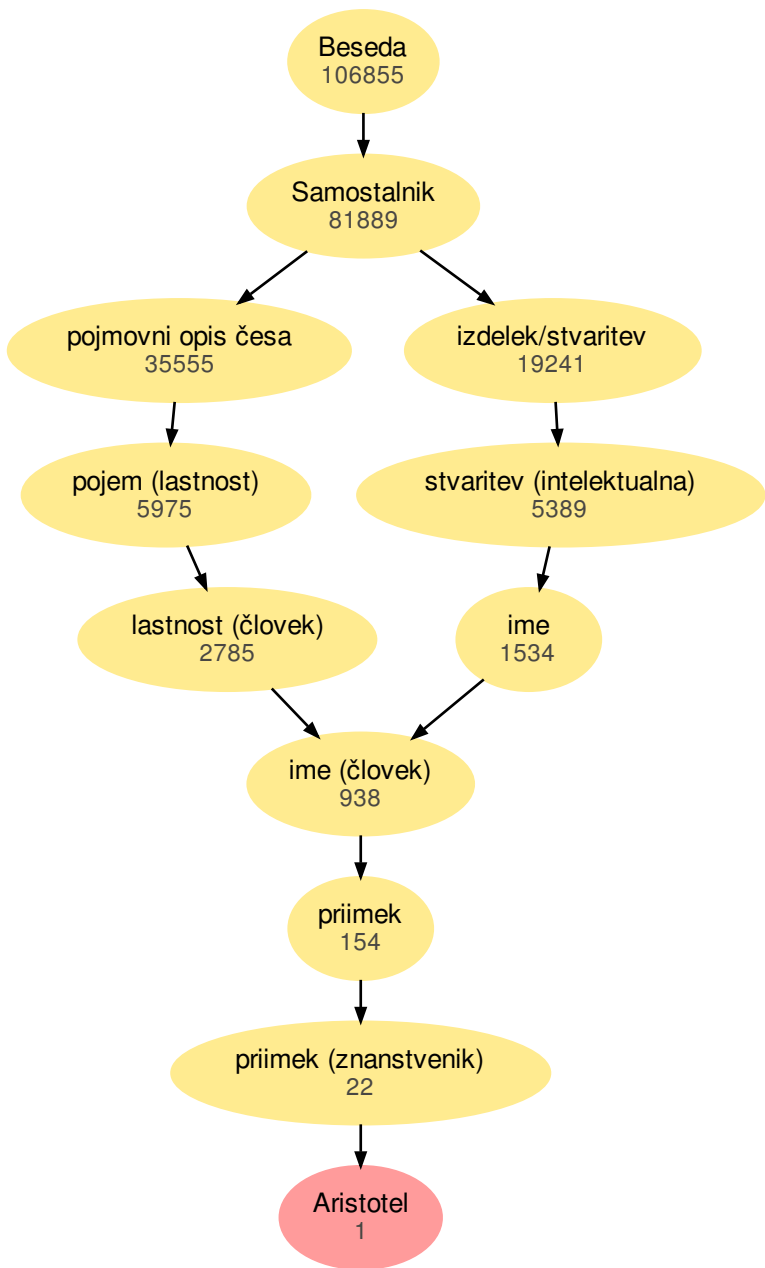 Beseda
106855
Samostalnik
81889
pojmovni opis česa
35555
izdelek/stvaritev
19241
pojem (lastnost)
5975
stvaritev (intelektualna)
5389
lastnost (človek)
2785
ime
1534
ime (človek)
938
priimek
154
priimek (znanstvenik)
22
Aristotel
1